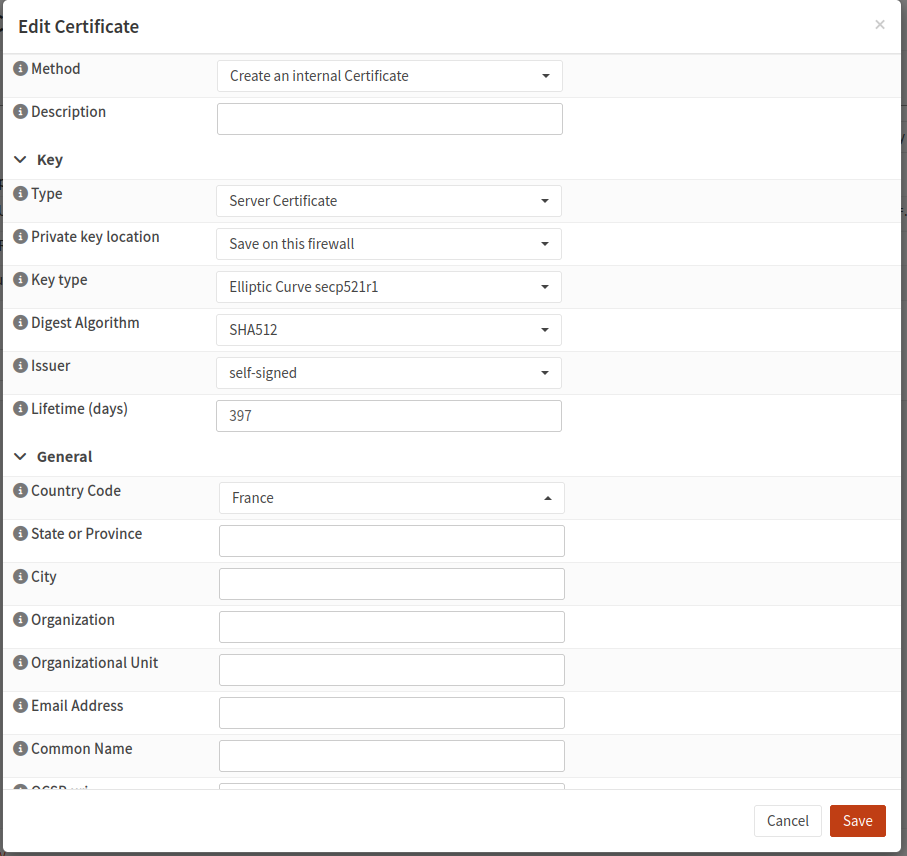 Edit Certificate ×
Method Create an internal Certificate
Description
Key
Type Server Certificate
Private key location Save on this firewall
Key type Elliptic Curve secp521r1
Digest Algorithm SHA512
Issuer self-signed
Lifetime (days) 397
General
Country Code France
State or Province
City
Organization
Organizational Unit
Email Address
Common Name
Cancel Save